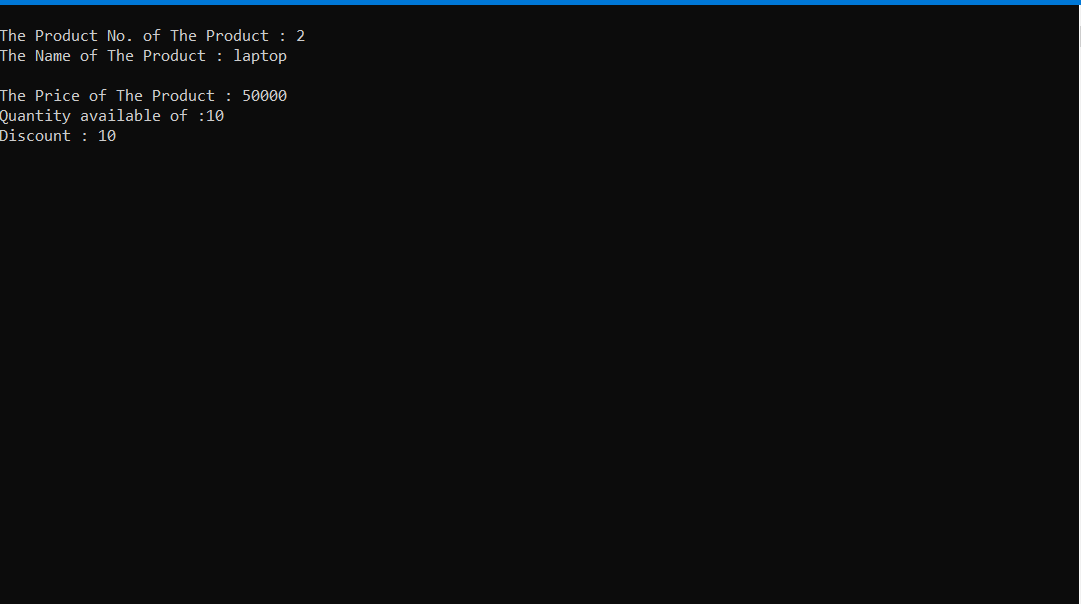 The Product No. of The Product : 2
The Name of The Product : laptop
The Price of The Product : 50000
Quantity available of :10
Discount : 10